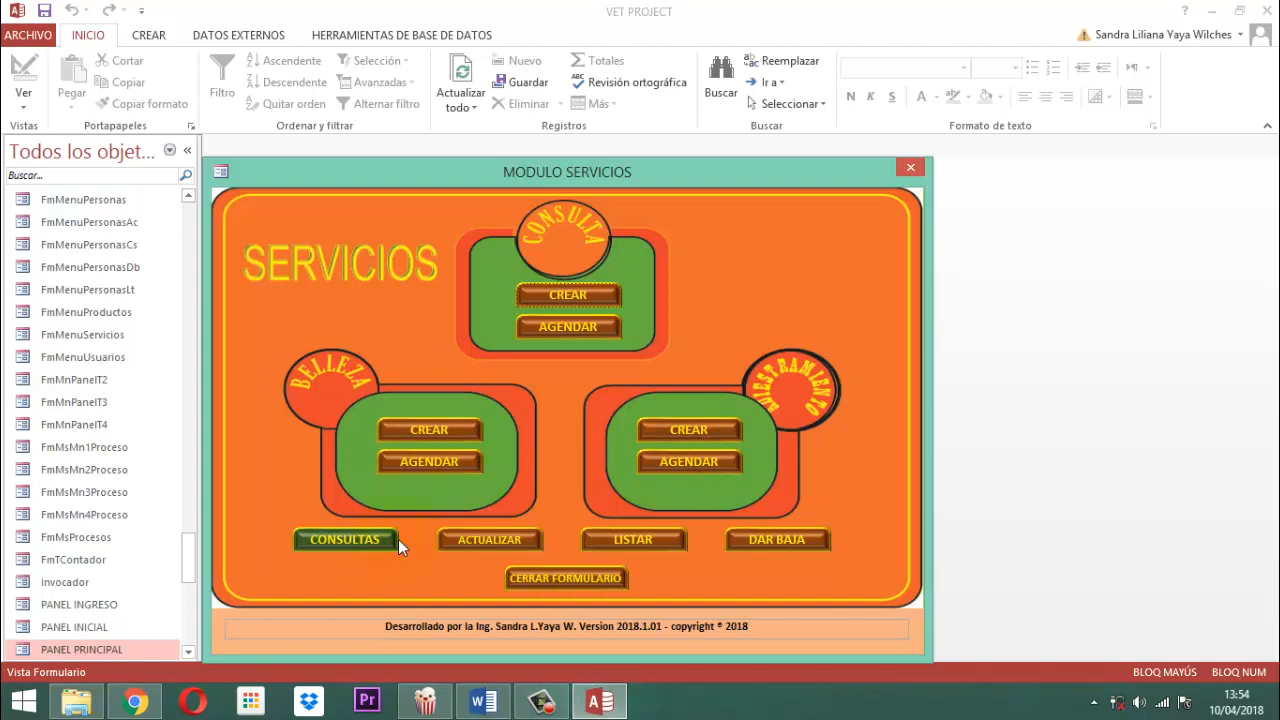 VET PROJECT
ARCHIVO INICIO CREAR DATOS EXTERNOS HERRAMIENTAS DE BASE DE DATOS
Sandra Liliana Yaya Wilches
Ver
Vistas
Pegar
Cortar
Copiar
Copiar formato
Portapapeles
Filtro
Ascendente
Descendente
Quitar orden
Selección
Avanzadas
Alternar filtro
Ordenar y filtrar
Actualizar todo
Nuevo
Guardar
Eliminar
Totales
Revisión ortográfica
Más
Registros
Buscar
Reemplazar
Ir a
Seleccionar
Buscar
N K S A
Formato de texto
Todos los objet...
Buscar...
FmMenuPersonas
FmMenuPersonasAc
FmMenuPersonasCs
FmMenuPersonasDb
FmMenuPersonasLt
FmMenuProductos
FmMenuServicios
FmMenuUsuarios
FmMnPanelT2
FmMnPanelT3
FmMnPanelT4
FmMsMn1Proceso
FmMsMn2Proceso
FmMsMn3Proceso
FmMsMn4Proceso
FmMsProcesos
FmTContador
Invocador
PANEL INGRESO
PANEL INICIAL
PANEL PRINCIPAL
MODULO SERVICIOS
SERVICIOS
CONSULTA
CREAR
AGENDAR
BELLEZA
CREAR
AGENDAR
ADIESTRAMIENTO
CREAR
AGENDAR
CONSULTAS ACTUALIZAR LISTAR DAR BAJA
CERRAR FORMULARIO
Desarrollado por la Ing. Sandra L.Yaya W. Version 2018.1.01 - copyright ® 2018
Vista Formulario
BLOQ MAYÚS BLOQ NUM
Pr
13:54
10/04/2018